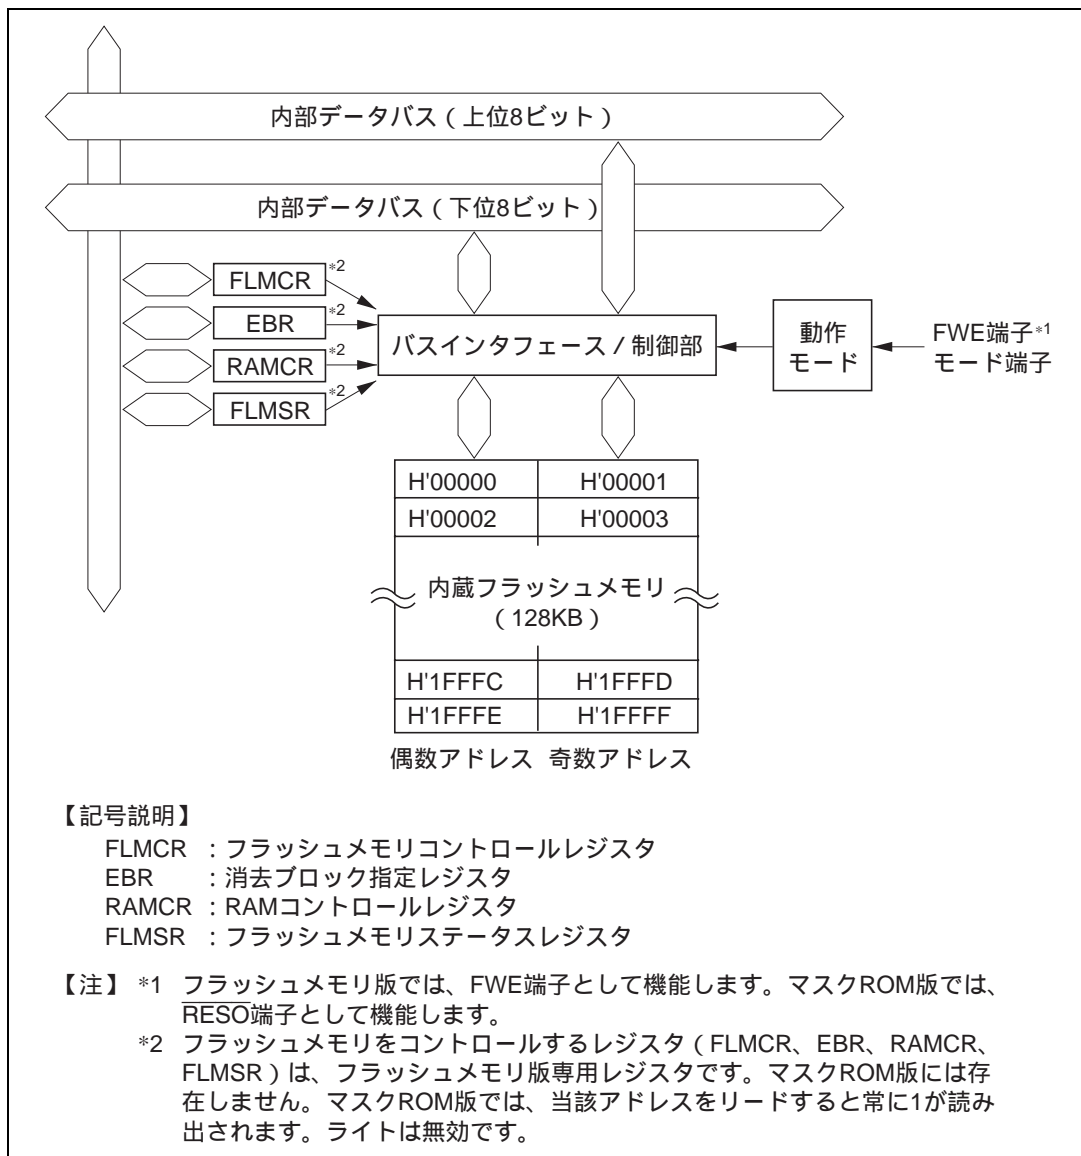 内部データバス（上位8ビット）
内部データバス（下位8ビット）
FLMCR *2
EBR *2
RAMCR *2
FLMSR *2
バスインタフェース／制御部
動作
モード
FWE端子*1
モード端子
H'00000 H'00001
H'00002 H'00003
内蔵フラッシュメモリ
（128KB）
H'1FFFC H'1FFFD
H'1FFFE H'1FFFF
偶数アドレス 奇数アドレス
【記号説明】
FLMCR ：フラッシュメモリコントロールレジスタ
EBR ：消去ブロック指定レジスタ
RAMCR ：RAMコントロールレジスタ
FLMSR ：フラッシュメモリステータスレジスタ
【注】 *1 フラッシュメモリ版では、FWE端子として機能します。マスクROM版では、
RESO端子として機能します。
*2 フラッシュメモリをコントロールするレジスタ（FLMCR、EBR、RAMCR、
FLMSR）は、フラッシュメモリ版専用レジスタです。マスクROM版には存
在しません。マスクROM版では、当該アドレスをリードすると常に1が読み
出されます。ライトは無効です。